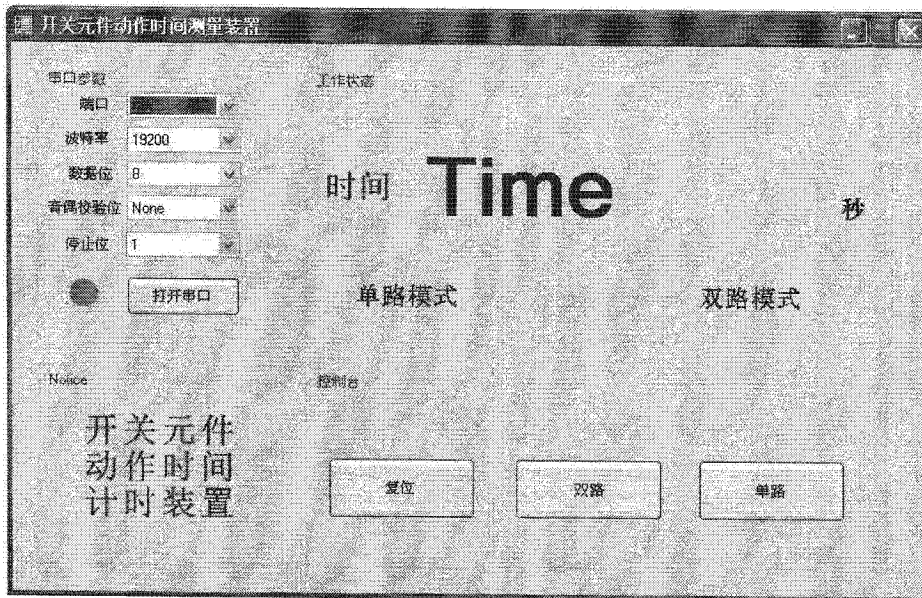 开关元件动作时间测量装置
串口参数
端口
波特率 19200
数据位 8
奇偶校验位 None
停止位 1
打开串口
工作状态
时间 Time 秒
单路模式 双路模式
Notice
开关元件
动作时间
计时装置
控制台
复位 双路 单路